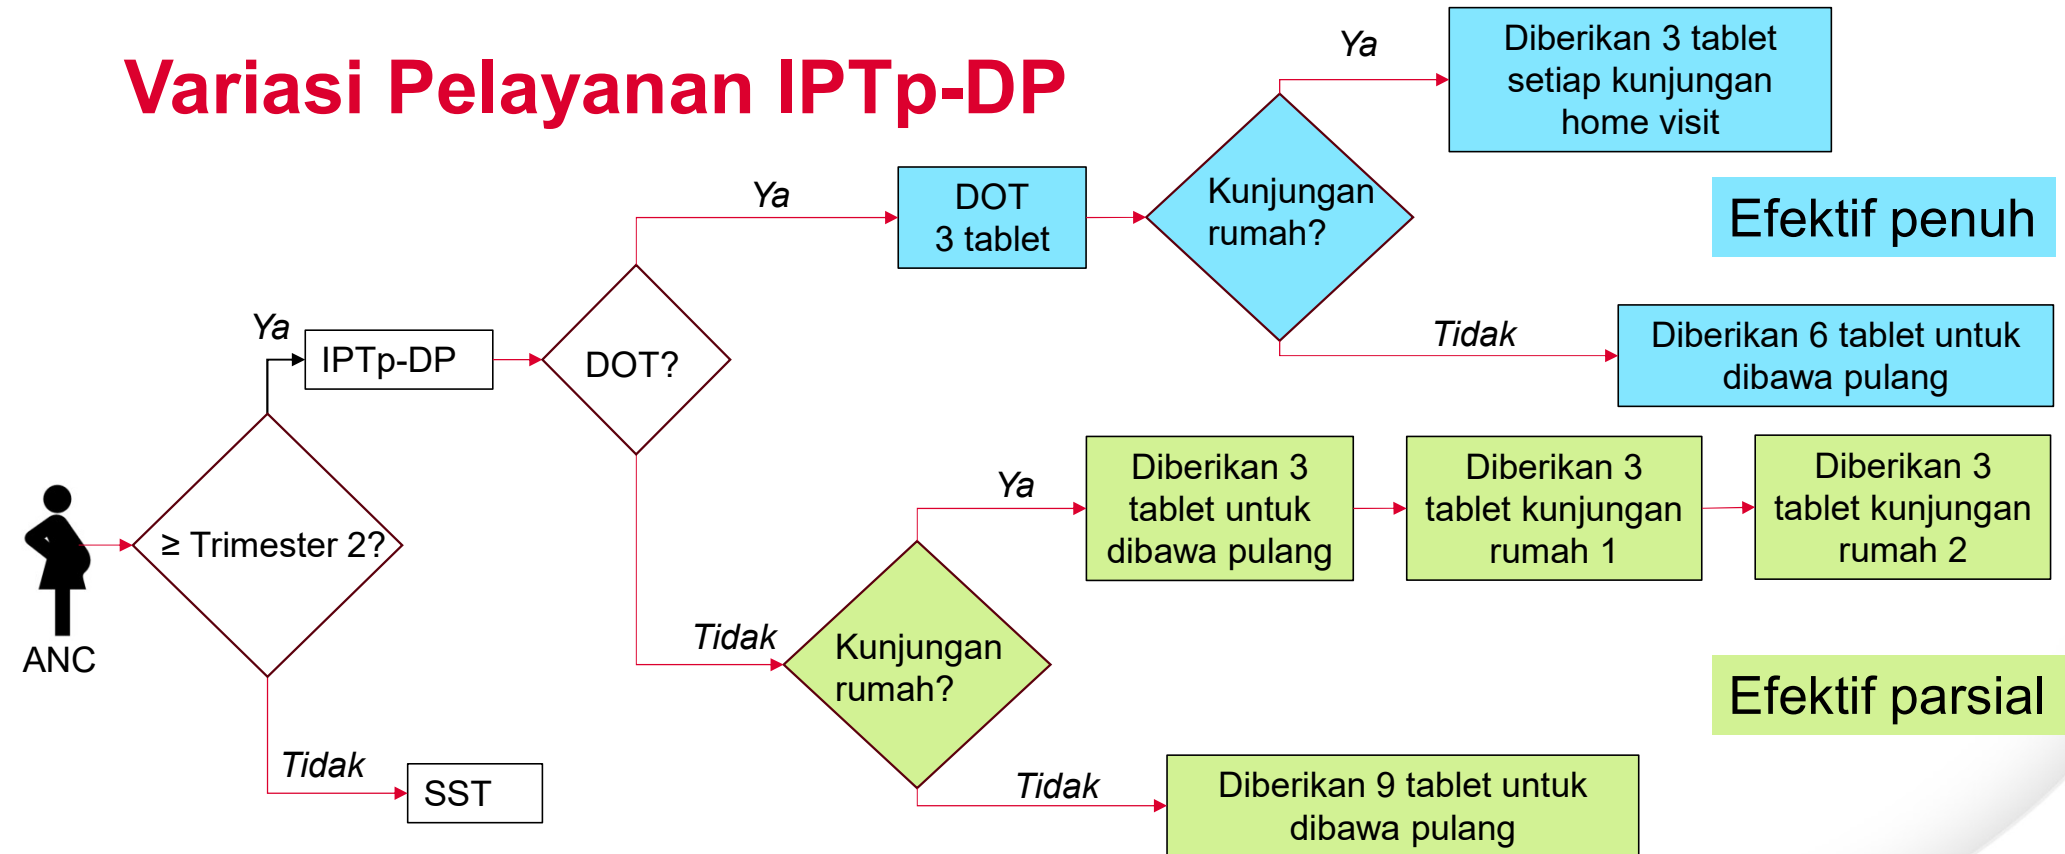 Variasi Pelayanan IPTp-DP
ANC
≥ Trimester 2?
Ya
IPTp-DP
Tidak
SST
DOT?
Ya
DOT
3 tablet
Kunjungan
rumah?
Ya
Diberikan 3 tablet
setiap kunjungan
home visit
Tidak
Diberikan 6 tablet untuk
dibawa pulang
Efektif penuh
Tidak
Kunjungan
rumah?
Ya
Diberikan 3
tablet untuk
dibawa pulang
Diberikan 3
tablet kunjungan
rumah 1
Diberikan 3
tablet kunjungan
rumah 2
Tidak
Diberikan 9 tablet untuk
dibawa pulang
Efektif parsial